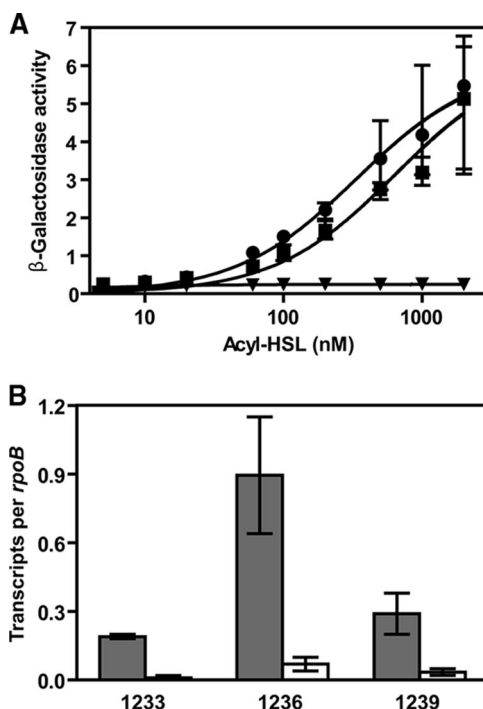 A
β-Galactosidase activity
7
6
5
4
3
2
1
0
10 100 1000
Acyl-HSL (nM)
B
Transcripts per rpoB
1.2
0.9
0.6
0.3
0.0
1233 1236 1239